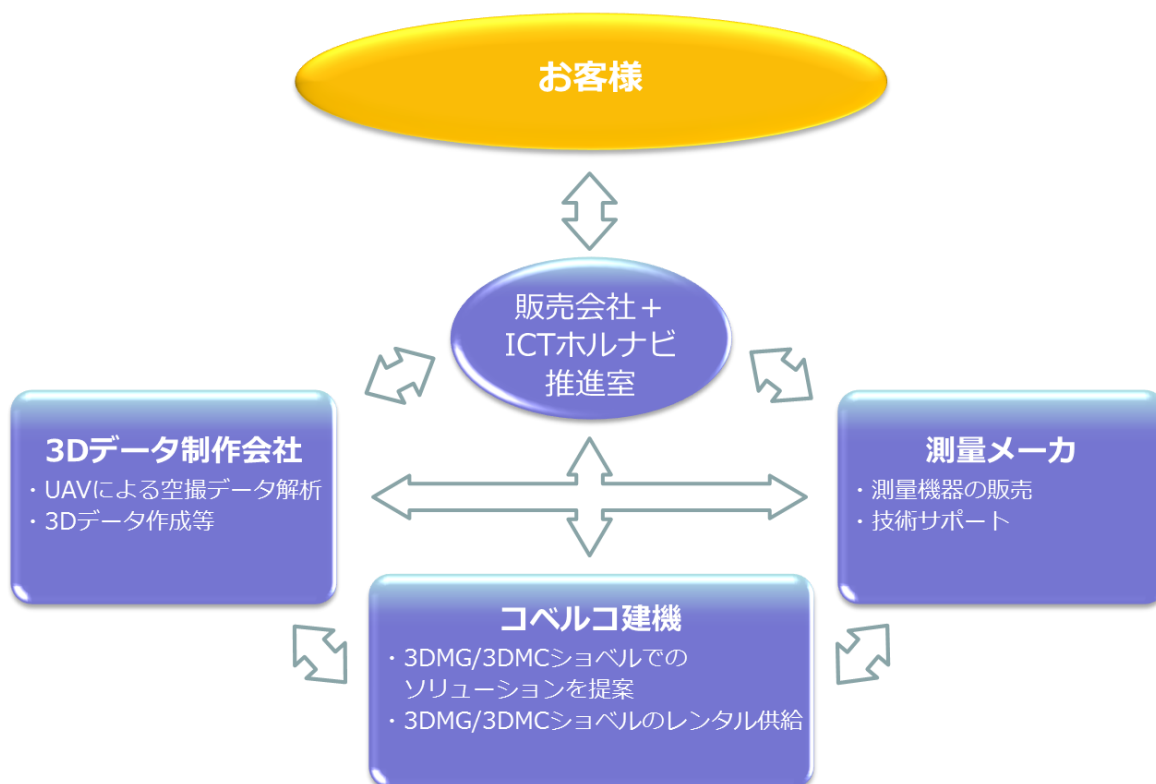 お客様
販売会社＋
ICTホルナビ
推進室
3Dデータ制作会社
・UAVによる空撮データ解析
・3Dデータ作成等
測量メーカ
・測量機器の販売
・技術サポート
コベルコ建機
・3DMG/3DMCショベルでの
ソリューションを提案
・3DMG/3DMCショベルのレンタル供給